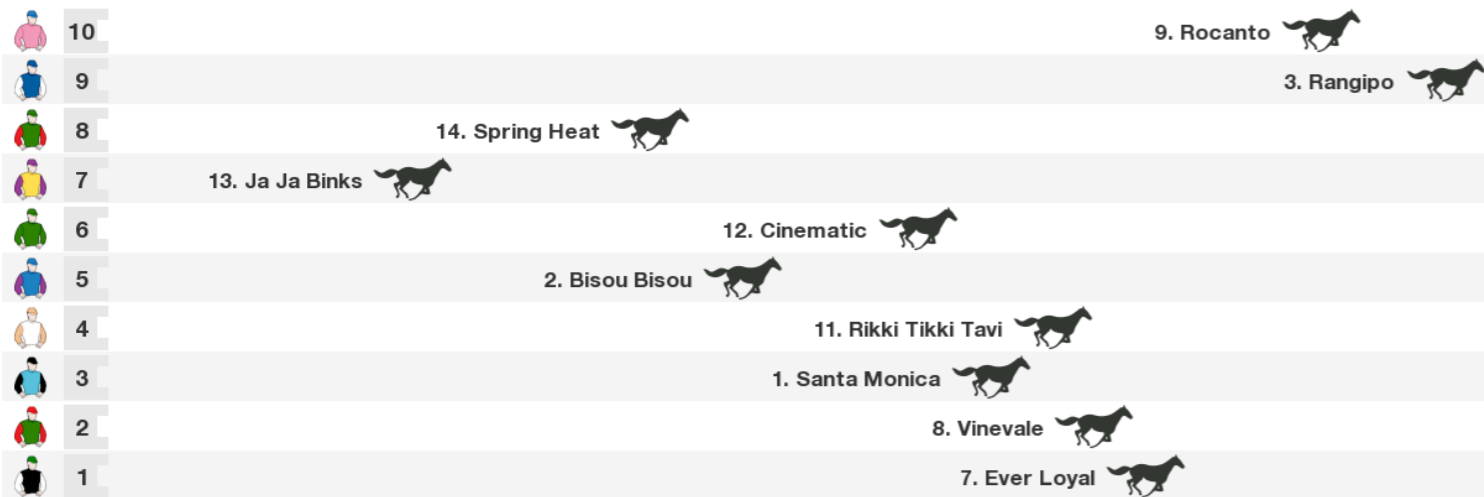 10 9. Rocanto
9 3. Rangipo
8 14. Spring Heat
7 13. Ja Ja Binks
6 12. Cinematic
5 2. Bisou Bisou
4 11. Rikki Tikki Tavi
3 1. Santa Monica
2 8. Vinevale
1 7. Ever Loyal